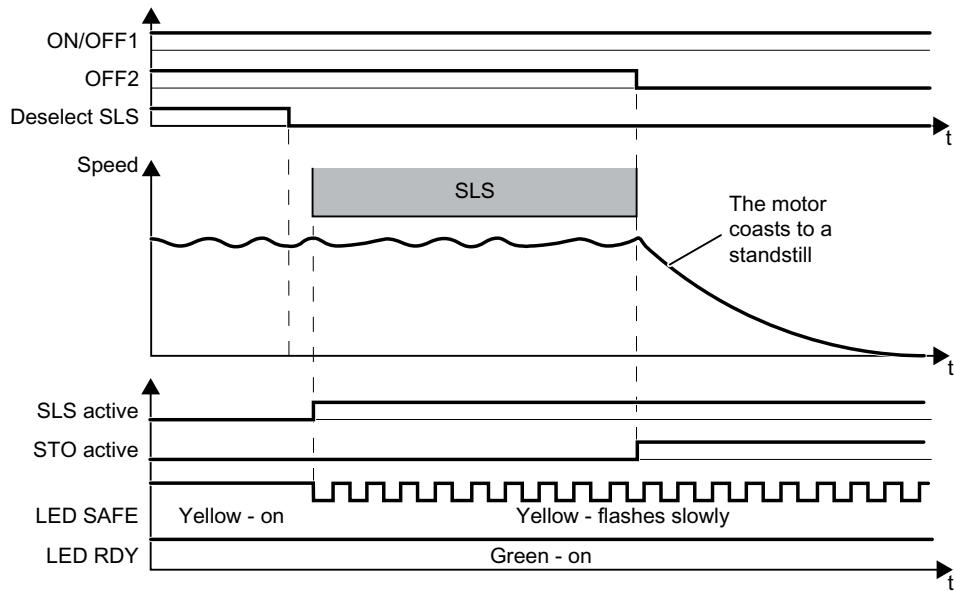 ON/OFF1
OFF2
Deselect SLS
t
Speed
SLS
The motor
coasts to a
standstill
t
SLS active
STO active
LED SAFE
Yellow - on
Yellow - flashes slowly
LED RDY
Green - on
t